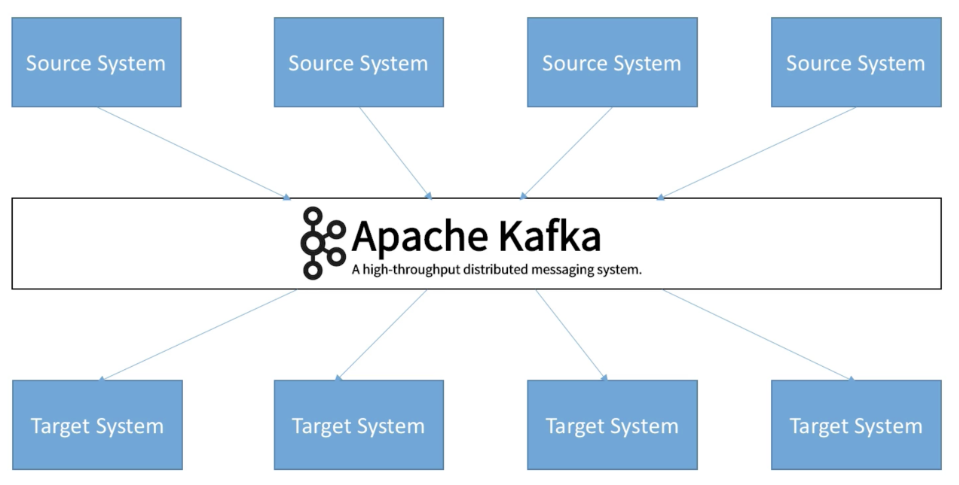 Source System
Source System
Source System
Source System
Apache Kafka
A high-throughput distributed messaging system.
Target System
Target System
Target System
Target System